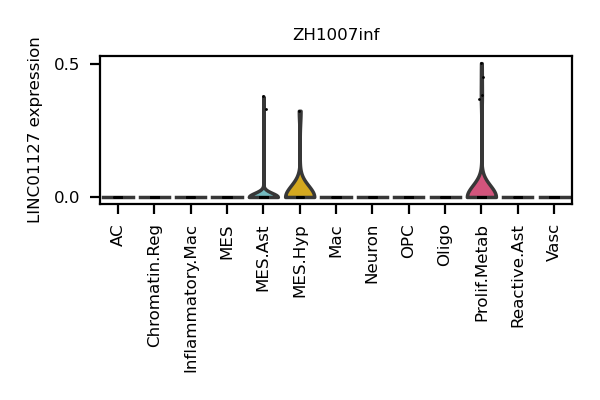 ZH1007inf
LINC01127 expression
0.5
0.0
AC
Chromatin.Reg
Inflammatory.Mac
MES
MES.Ast
MES.Hyp
Mac
Neuron
OPC
Oligo
Prolif.Metab
Reactive.Ast
Vasc